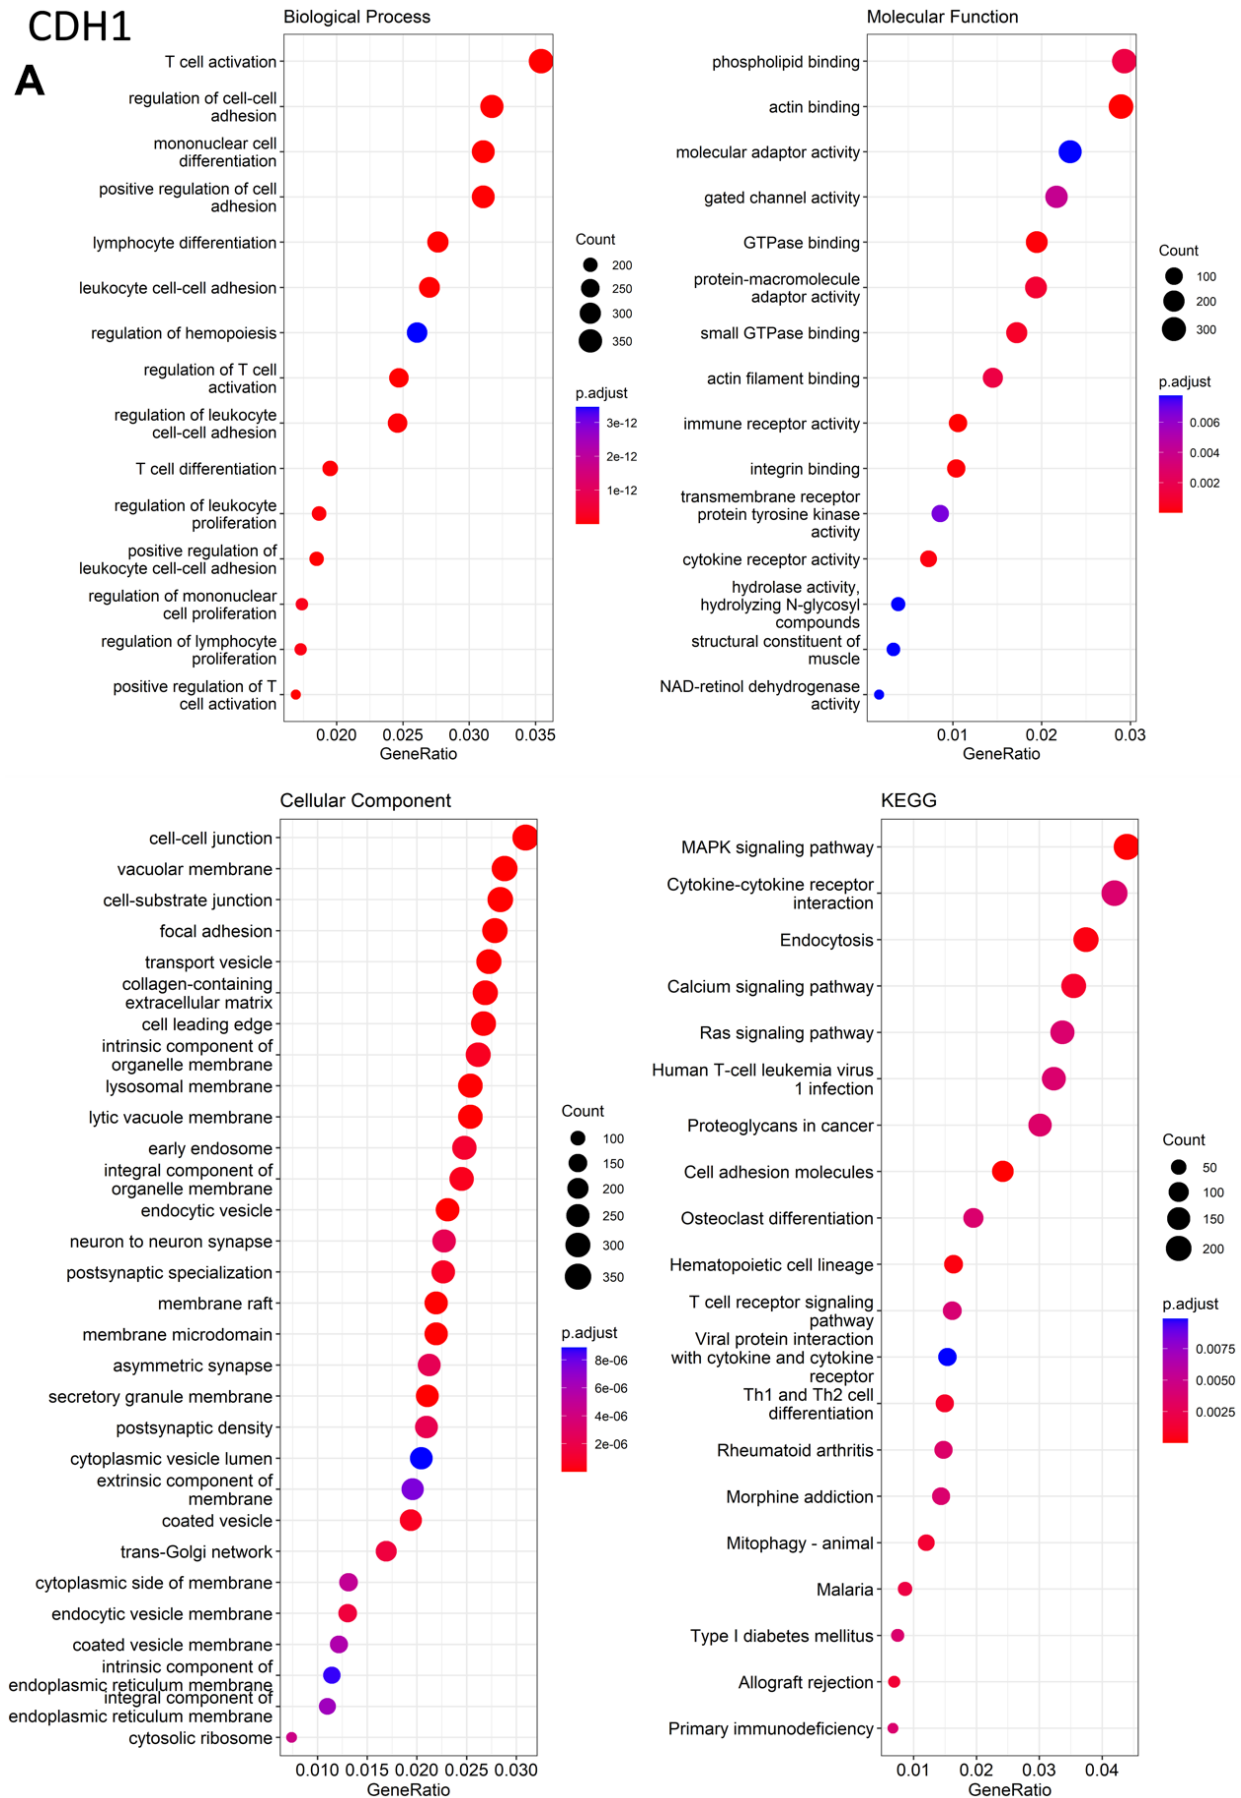 CDH1
A
Biological Process
T cell activation
regulation of cell-cell
adhesion
mononuclear cell
differentiation
positive regulation of cell
adhesion
lymphocyte differentiation
leukocyte cell-cell adhesion
regulation of hemopoiesis
regulation of T cell
activation
regulation of leukocyte
cell-cell adhesion
T cell differentiation
regulation of leukocyte
proliferation
positive regulation of
leukocyte cell-cell adhesion
regulation of mononuclear
cell proliferation
regulation of lymphocyte
proliferation
positive regulation of T
cell activation
0.020 0.025 0.030 0.035
GeneRatio
Count
200
250
300
350
p.adjust
3e-12
2e-12
1e-12
Molecular Function
phospholipid binding
actin binding
molecular adaptor activity
gated channel activity
GTPase binding
protein-macromolecule
adaptor activity
small GTPase binding
actin filament binding
immune receptor activity
integrin binding
transmembrane receptor
protein tyrosine kinase
activity
cytokine receptor activity
hydrolase activity,
hydrolyzing N-glycosyl
compounds
structural constituent of
muscle
NAD-retinol dehydrogenase
activity
0.01 0.02 0.03
GeneRatio
Count
100
200
300
p.adjust
0.006
0.004
0.002
Cellular Component
cell-cell junction
vacuolar membrane
cell-substrate junction
focal adhesion
transport vesicle
collagen-containing
extracellular matrix
cell leading edge
intrinsic component of
organelle membrane
lysosomal membrane
lytic vacuole membrane
early endosome
integral component of
organelle membrane
endocytic vesicle
neuron to neuron synapse
postsynaptic specialization
membrane raft
membrane microdomain
asymmetric synapse
secretory granule membrane
postsynaptic density
cytoplasmic vesicle lumen
extrinsic component of
membrane
coated vesicle
trans-Golgi network
cytoplasmic side of membrane
endocytic vesicle membrane
coated vesicle membrane
intrinsic component of
endoplasmic reticulum membrane
integral component of
endoplasmic reticulum membrane
cytosolic ribosome
0.010 0.015 0.020 0.025 0.030
GeneRatio
Count
100
150
200
250
300
350
p.adjust
8e-06
6e-06
4e-06
2e-06
KEGG
MAPK signaling pathway
Cytokine-cytokine receptor
interaction
Endocytosis
Calcium signaling pathway
Ras signaling pathway
Human T-cell leukemia virus
1 infection
Proteoglycans in cancer
Cell adhesion molecules
Osteoclast differentiation
Hematopoietic cell lineage
T cell receptor signaling
pathway
Viral protein interaction
with cytokine and cytokine
receptor
Th1 and Th2 cell
differentiation
Rheumatoid arthritis
Morphine addiction
Mitophagy - animal
Malaria
Type I diabetes mellitus
Allograft rejection
Primary immunodeficiency
0.01 0.02 0.03 0.04
GeneRatio
Count
50
100
150
200
p.adjust
0.0075
0.0050
0.0025